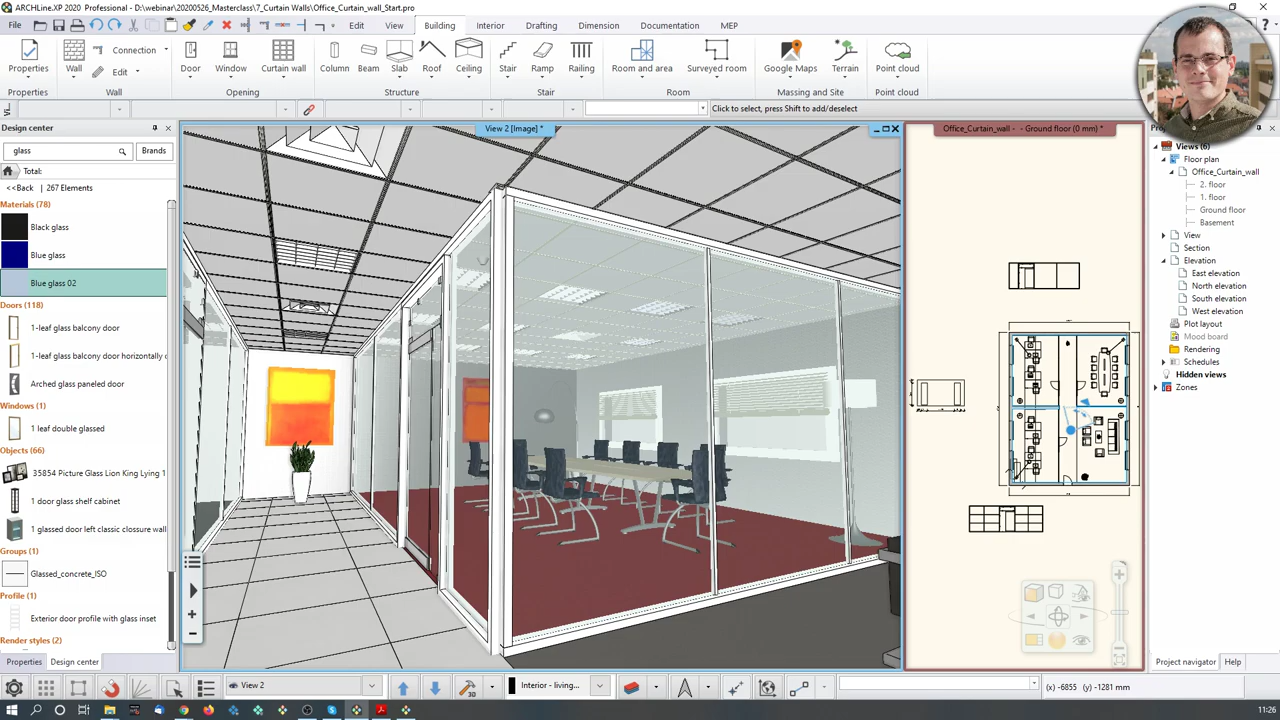 ARCHLine.XP 2020 Professional - D:\webinar\20200526_Masterclass\7_Curtain Walls\Office_Curtain_wall_Start.pro
File
Edit
View
Building
Interior
Drafting
Dimension
Documentation
MEP
Properties
Wall
Connection
Edit
Door
Window
Curtain wall
Column
Beam
Slab
Roof
Ceiling
Stair
Ramp
Railing
Room and area
Surveyed room
Google Maps
Terrain
Point cloud
Properties
Wall
Opening
Structure
Stair
Room
Massing and Site
Point cloud
Click to select, press Shift to add/deselect
Design center
glass
Brands
Total:
<<Back | 267 Elements
Materials (78)
Black glass
Blue glass
Blue glass 02
Doors (118)
1-leaf glass balcony door
1-leaf glass balcony door horizontally c
Arched glass paneled door
Windows (1)
1 leaf double glassed
Objects (66)
35854 Picture Glass Lion King Lying 1
1 door glass shelf cabinet
1 glassed door left classic clossure wall
Groups (1)
Glassed_concrete_ISO
Profile (1)
Exterior door profile with glass inset
Render styles (2)
Properties
Design center
View 2 [Image] *
Office_Curtain_wall - - Ground floor (0 mm) *
Views (6)
Floor plan
Office_Curtain_wall
2. floor
1. floor
Ground floor
Basement
View
Section
Elevation
East elevation
North elevation
South elevation
West elevation
Plot layout
Mood board
Rendering
Schedules
Hidden views
Zones
Project navigator
Help
View 2
Interior - living...
(x) -6855 (y) -1281 mm
11:26